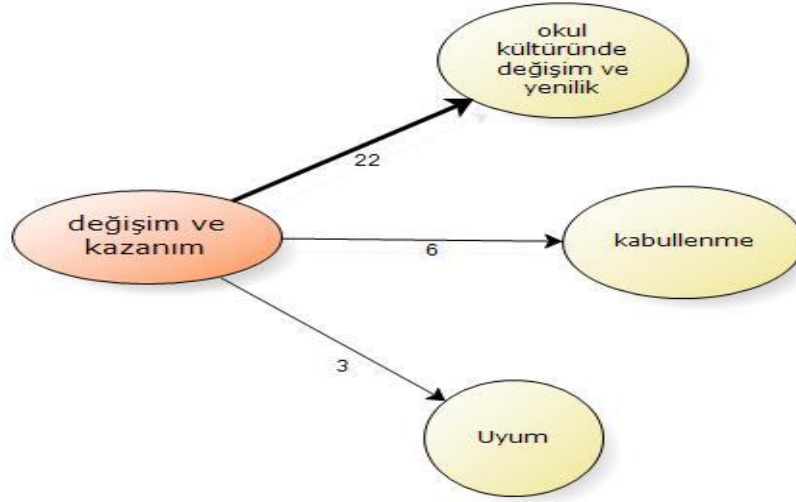 okul
kültüründe
değişim ve
yenilik
22
değişim ve
kazanım
6
kabullenme
3
Uyum